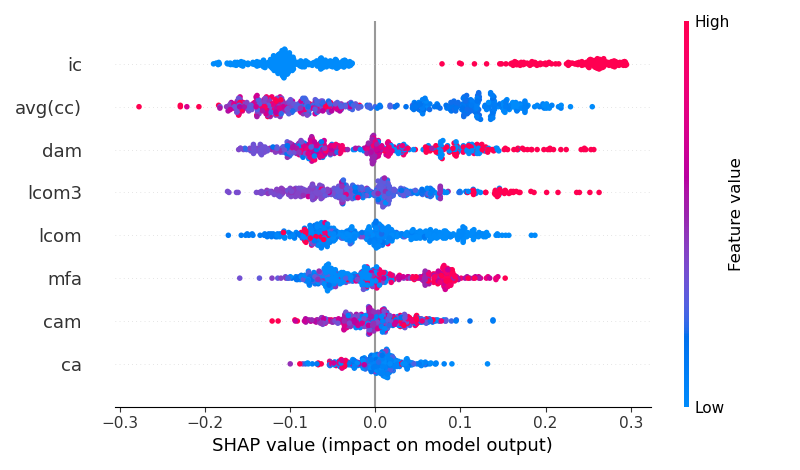 High
ic
avg(cc)
dam
lcom3
lcom
mfa
cam
ca
Feature value
Low
−0.3 −0.2 −0.1 0.0 0.1 0.2 0.3
SHAP value (impact on model output)